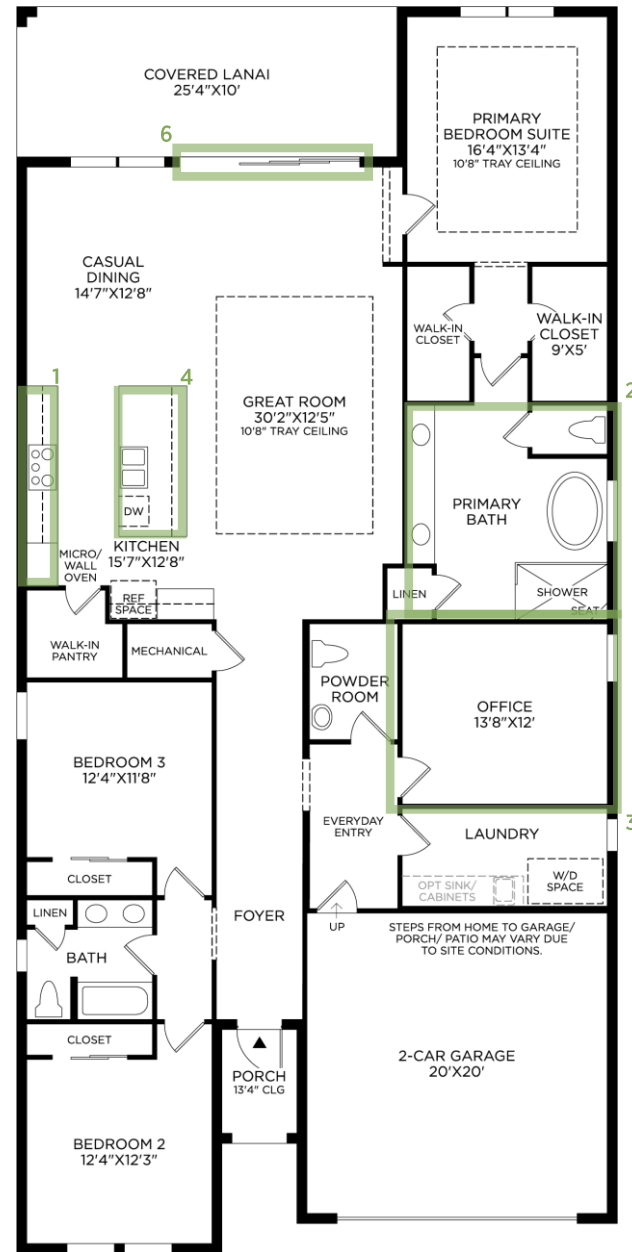 COVERED LANAI
25'4"X10'
6
PRIMARY
BEDROOM SUITE
16'4"X13'4"
10'8" TRAY CEILING
CASUAL
DINING
14'7"X12'8"
WALK-IN
CLOSET
WALK-IN
CLOSET
9'X5'
1
4
2
GREAT ROOM
30'2"X12'5"
10'8" TRAY CEILING
DW
PRIMARY
BATH
KITCHEN
15'7"X12'8"
MICRO/
WALL
OVEN
REF
SPACE
LINEN
SHOWER
SEAT
WALK-IN
PANTRY
MECHANICAL
POWDER
ROOM
OFFICE
13'8"X12'
BEDROOM 3
12'4"X11'8"
3
EVERYDAY
ENTRY
LAUNDRY
OPT SINK/
CABINETS
W/D
SPACE
CLOSET
LINEN
FOYER
UP
STEPS FROM HOME TO GARAGE/
PORCH/ PATIO MAY VARY DUE
TO SITE CONDITIONS.
BATH
CLOSET
PORCH
13'4" CLG
2-CAR GARAGE
20'X20'
BEDROOM 2
12'4"X12'3"